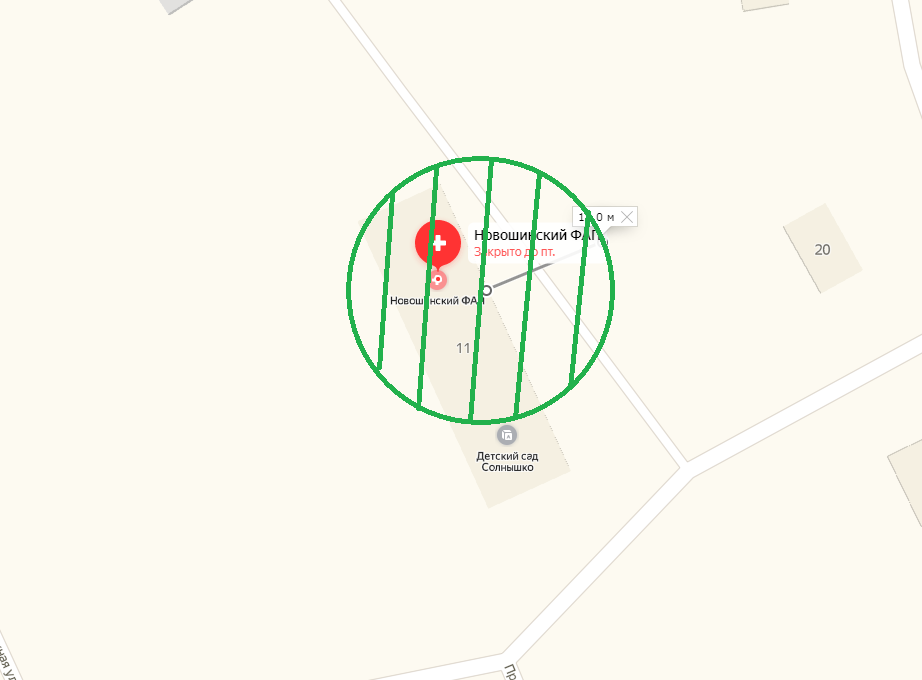 Новошинский ФАП
Закрыто до пт.
20
Новошинский ФАП
11
Детский сад
Солнышко